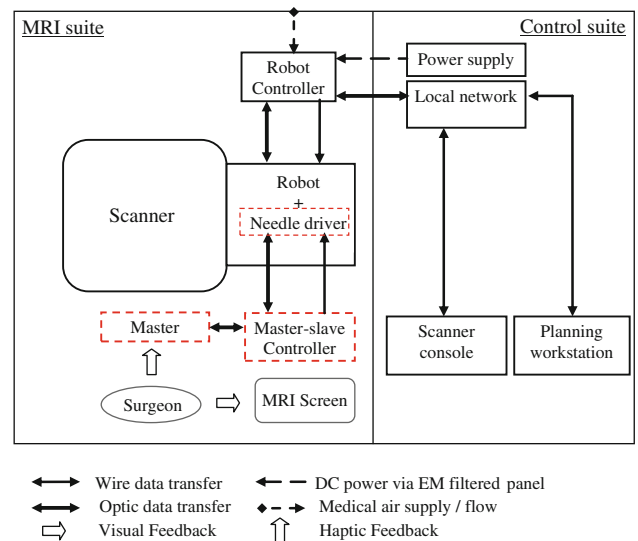 MRI suite
Control suite
Robot
Controller
Power supply
Local network
Scanner
Robot
+
Needle driver
Master
Master-slave
Controller
Scanner
console
Planning
workstation
Surgeon
MRI Screen
Wire data transfer
DC power via EM filtered panel
Optic data transfer
Medical air supply / flow
Visual Feedback
Haptic Feedback